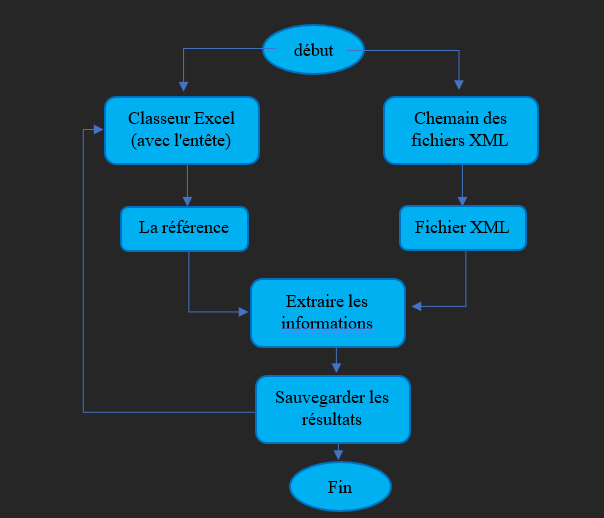 début
Classeur Excel
(avec l'entête)
Chemain des
fichiers XML
La référence
Fichier XML
Extraire les
informations
Sauvegarder les
résultats
Fin